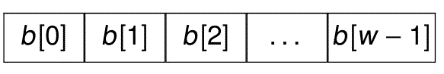 b[0] b[1] b[2] ... b[w − 1]